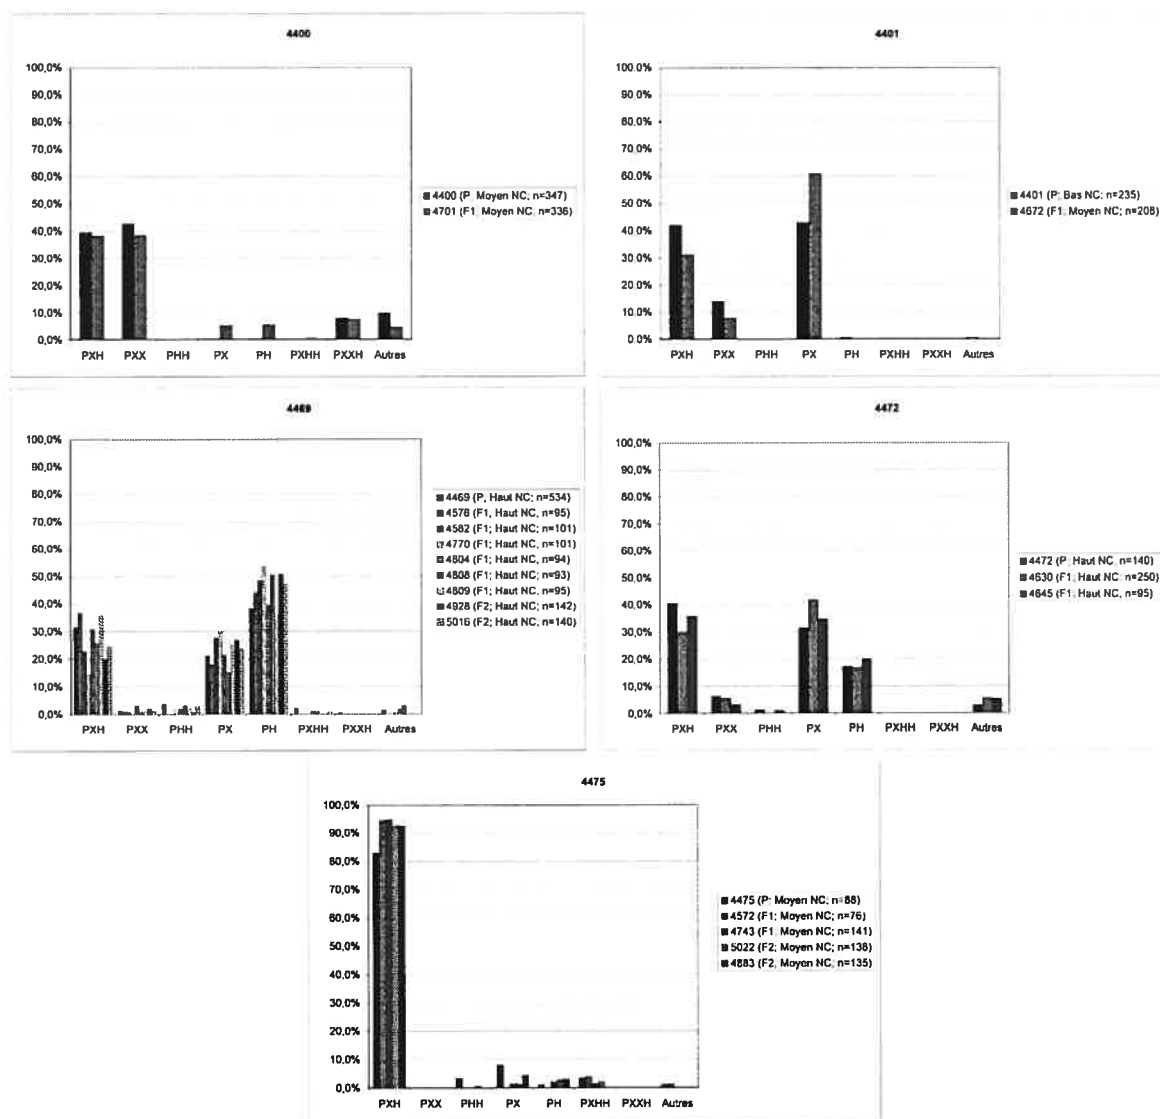 4400
100,0%
90,0%
80,0%
70,0%
60,0%
50,0%
40,0%
30,0%
20,0%
10,0%
0,0%
PXH PXX PHH PX PH PXHH PXXH Autres
4400 (P; Moyen NC; n=347)
4701 (F1; Moyen NC; n=336)
4401
100,0%
90,0%
80,0%
70,0%
60,0%
50,0%
40,0%
30,0%
20,0%
10,0%
0,0%
PXH PXX PHH PX PH PXHH PXXH Autres
4401 (P; Bas NC; n=235)
4672 (F1; Moyen NC; n=208)
4469
100,0%
90,0%
80,0%
70,0%
60,0%
50,0%
40,0%
30,0%
20,0%
10,0%
0,0%
PXH PXX PHH PX PH PXHH PXXH Autres
4469 (P, Haut NC; n=534)
4578 (F1, Haut NC, n=95)
4582 (F1; Haut NC, n=101)
4770 (F1; Haut NC; n=101)
4804 (F1; Haut NC; n=94)
4808 (F1; Haut NC; n=93)
4809 (F1; Haut NC; n=95)
4928 (F2; Haut NC; n=142)
5016 (F2; Haut NC; n=140)
4472
100,0%
90,0%
80,0%
70,0%
60,0%
50,0%
40,0%
30,0%
20,0%
10,0%
0,0%
PXH PXX PHH PX PH PXHH PXXH Autres
4472 (P; Haut NC; n=140)
4630 (F1; Haut NC; n=250)
4645 (F1; Haut NC; n=95)
4475
100,0%
90,0%
80,0%
70,0%
60,0%
50,0%
40,0%
30,0%
20,0%
10,0%
0,0%
PXH PXX PHH PX PH PXHH PXXH Autres
4475 (P; Moyen NC; n=88)
4572 (F1; Moyen NC; n=76)
4743 (F1; Moyen NC; n=141)
5022 (F2; Moyen NC; n=138)
4883 (F2, Moyen NC; n=135)